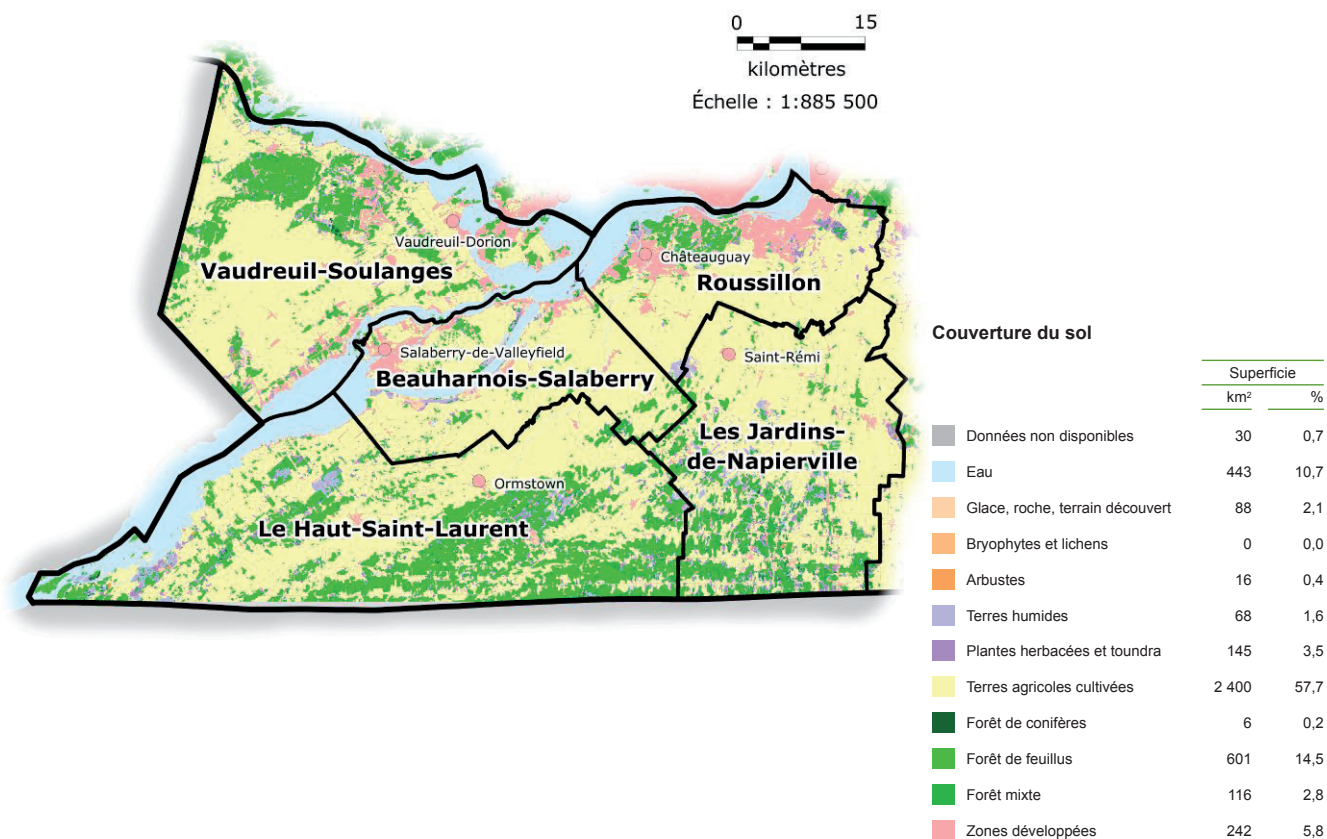 0 15
kilomètres
Échelle : 1:885 500
Vaudreuil-Dorion
Vaudreuil-Soulanges
Châteauguay
Roussillon
Salaberry-de-Valleyfield
Beauharnois-Salaberry
Saint-Rémi
Les Jardins-
de-Napierville
Ormstown
Le Haut-Saint-Laurent
Couverture du sol
Superficie
km² %
Données non disponibles 30 0,7
Eau 443 10,7
Glace, roche, terrain découvert 88 2,1
Bryophytes et lichens 0 0,0
Arbustes 16 0,4
Terres humides 68 1,6
Plantes herbacées et toundra 145 3,5
Terres agricoles cultivées 2 400 57,7
Forêt de conifères 6 0,2
Forêt de feuillus 601 14,5
Forêt mixte 116 2,8
Zones développées 242 5,8